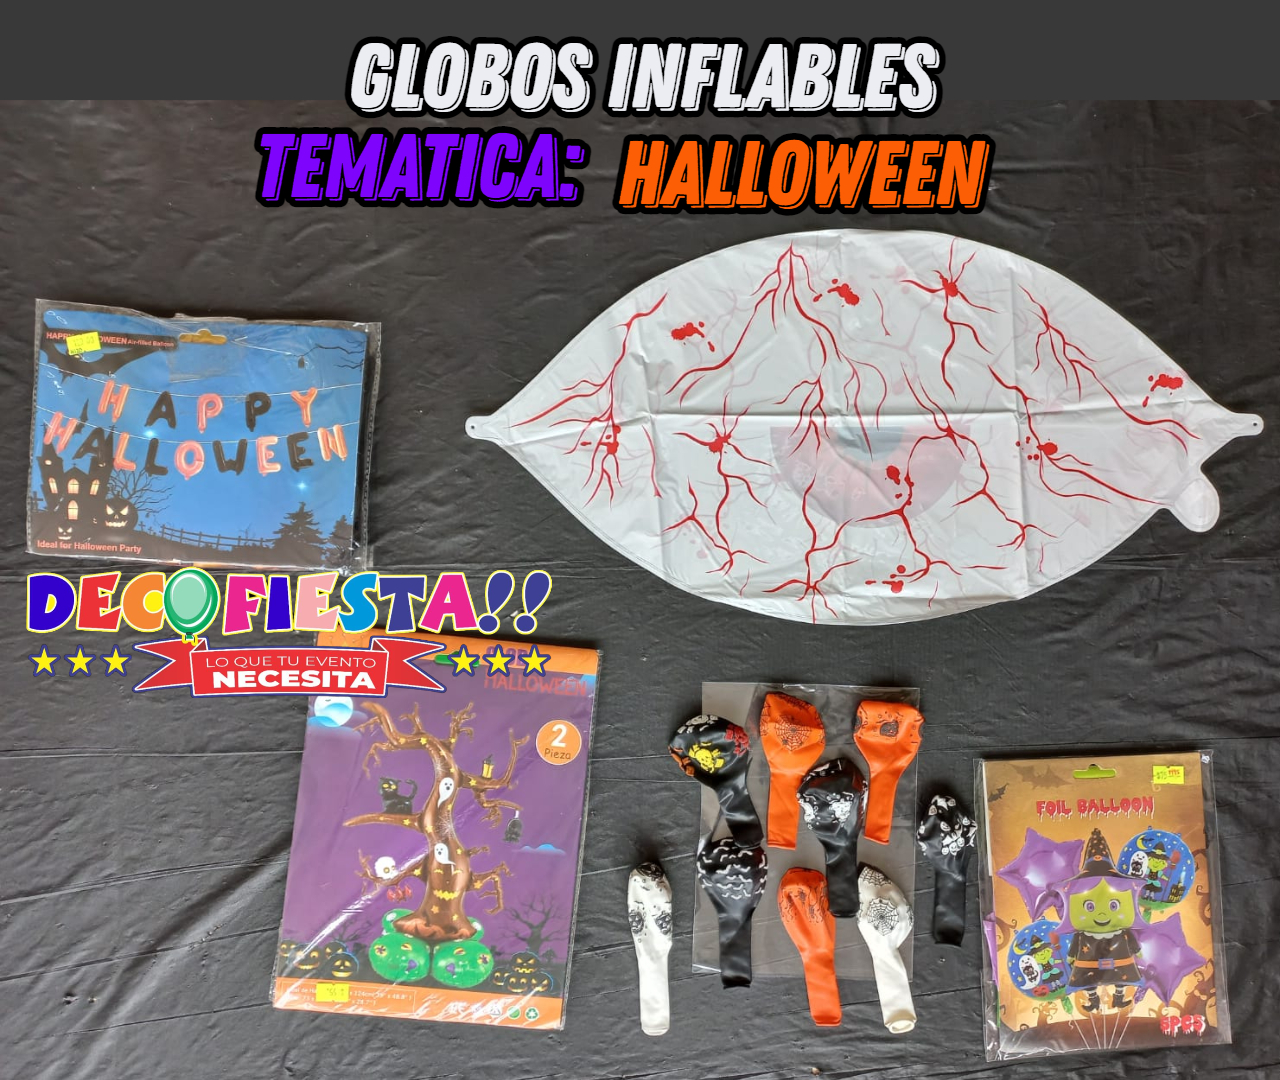 GLOBOS INFLABLES
TEMATICA: HALLOWEEN
Air-filled Balloon
HAPPY
HALLOWEEN
Ideal for Halloween Party
DECOFIESTA!!
LO QUE TU EVENTO
NECESITA
HALLOWEEN
2
Pieza
FOIL BALLOON
5PCS